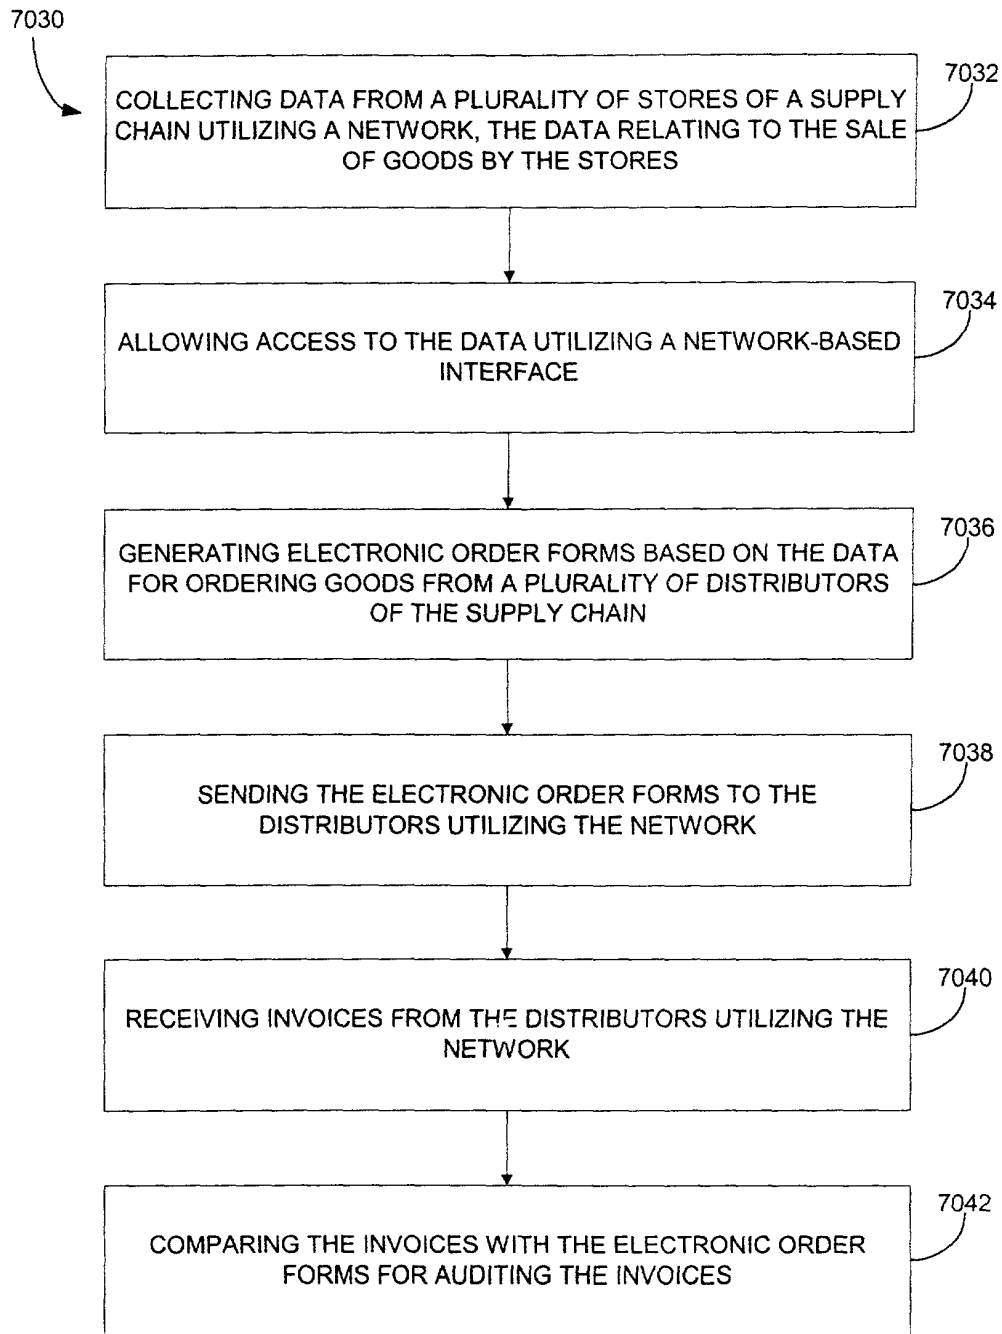 7030
COLLECTING DATA FROM A PLURALITY OF STORES OF A SUPPLY
CHAIN UTILIZING A NETWORK, THE DATA RELATING TO THE SALE
OF GOODS BY THE STORES
7032
ALLOWING ACCESS TO THE DATA UTILIZING A NETWORK-BASED
INTERFACE
7034
GENERATING ELECTRONIC ORDER FORMS BASED ON THE DATA
FOR ORDERING GOODS FROM A PLURALITY OF DISTRIBUTORS
OF THE SUPPLY CHAIN
7036
SENDING THE ELECTRONIC ORDER FORMS TO THE
DISTRIBUTORS UTILIZING THE NETWORK
7038
RECEIVING INVOICES FROM THE DISTRIBUTORS UTILIZING THE
NETWORK
7040
COMPARING THE INVOICES WITH THE ELECTRONIC ORDER
FORMS FOR AUDITING THE INVOICES
7042